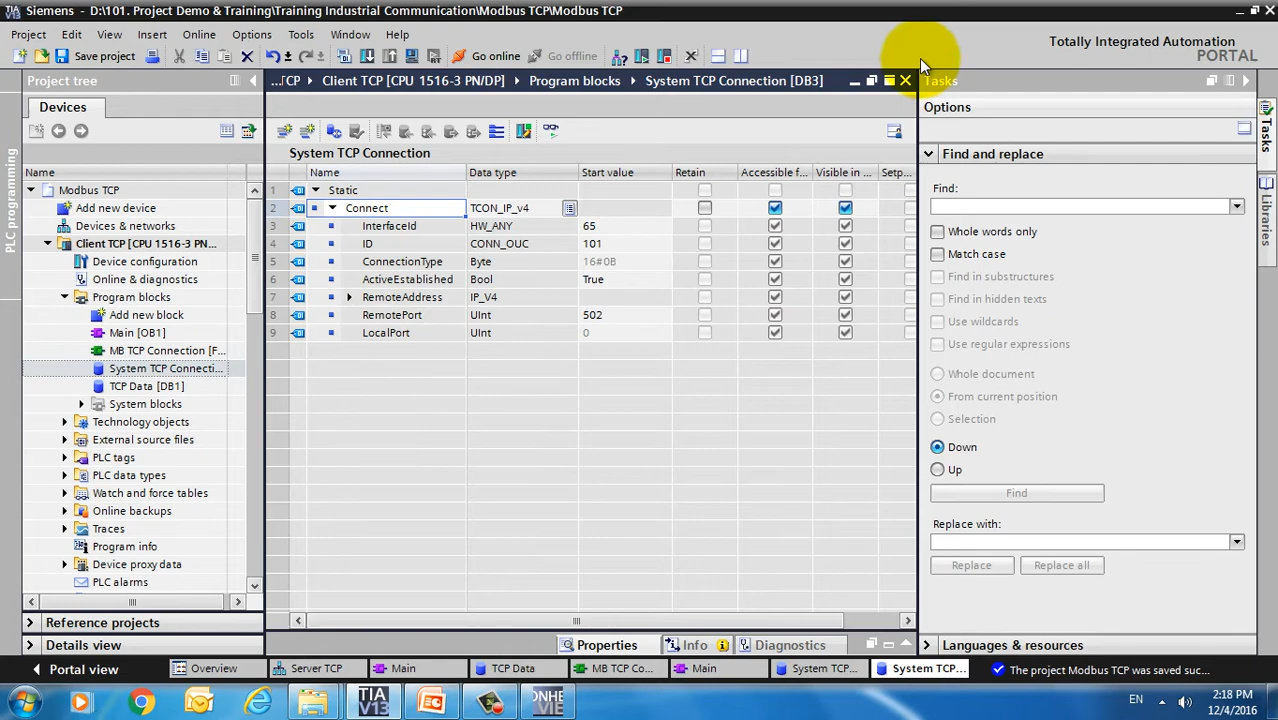 Siemens - D:\101. Project Demo & Training\Training Industrial Communication\Modbus TCP\Modbus TCP
Project Edit View Insert Online Options Tools Window Help
Totally Integrated Automation
PORTAL
Save project Go online Go offline
Project tree
...TCP Client TCP [CPU 1516-3 PN/DP] Program blocks System TCP Connection [DB3]
Tasks
Devices
Options
PLC programming
Tasks
Libraries
System TCP Connection
Find and replace
Name
Modbus TCP
Add new device
Devices & networks
Client TCP [CPU 1516-3 PN...
Device configuration
Online & diagnostics
Program blocks
Add new block
Main [OB1]
MB TCP Connection [F...
System TCP Connecti...
TCP Data [DB1]
System blocks
Technology objects
External source files
PLC tags
PLC data types
Watch and force tables
Online backups
Traces
Program info
Device proxy data
PLC alarms
Reference projects
Details view
Name Data type Start value Retain Accessible f... Visible in ... Setp...
1 Static
2 Connect TCON_IP_v4
3 InterfaceId HW_ANY 65
4 ID CONN_OUC 101
5 ConnectionType Byte 16#0B
6 ActiveEstablished Bool True
7 RemoteAddress IP_V4
8 RemotePort UInt 502
9 LocalPort UInt 0
Find:
Whole words only
Match case
Find in substructures
Find in hidden texts
Use wildcards
Use regular expressions
Whole document
From current position
Selection
Down
Up
Find
Replace with:
Replace Replace all
Languages & resources
Properties Info Diagnostics
Portal view Overview Server TCP Main TCP Data MB TCP Co... Main System TCP... System TCP... The project Modbus TCP was saved suc...
TIA
V13
EN
2:18 PM
12/4/2016